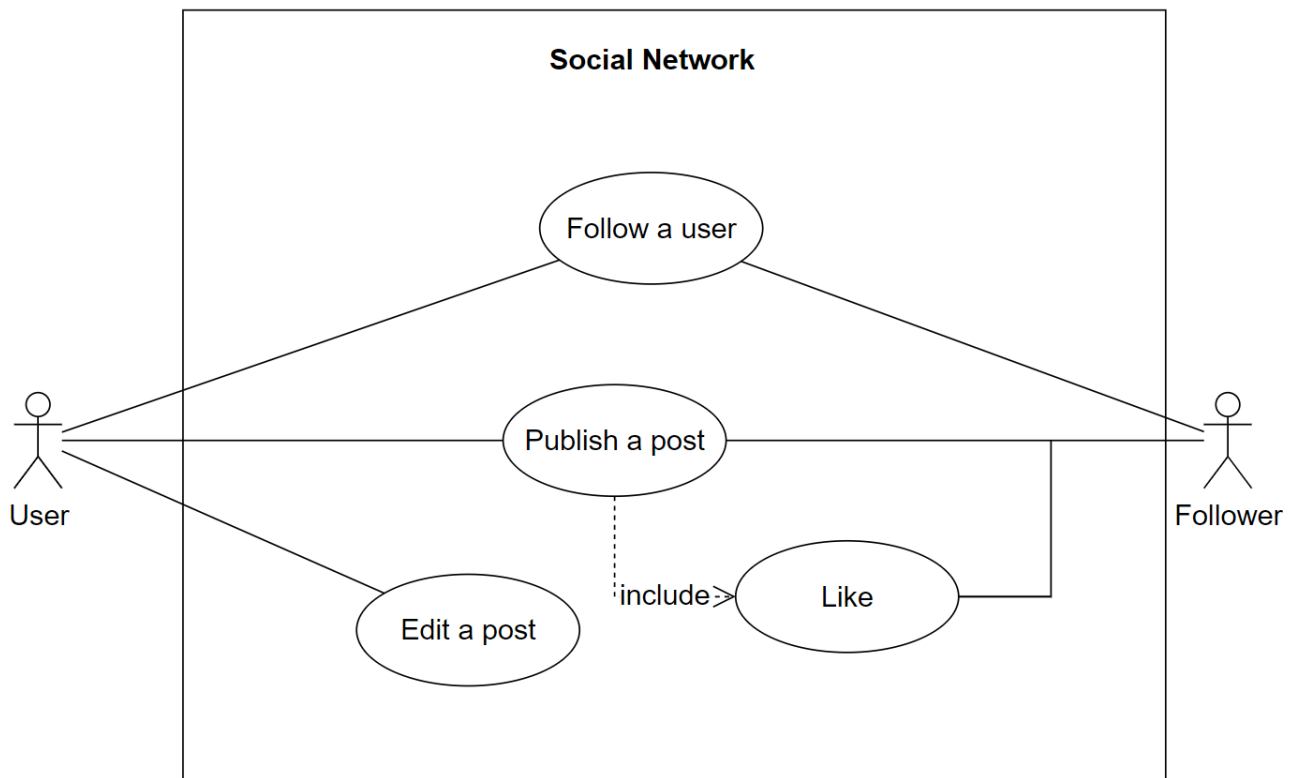 Social Network
Follow a user
Publish a post
User
Follower
include
Like
Edit a post